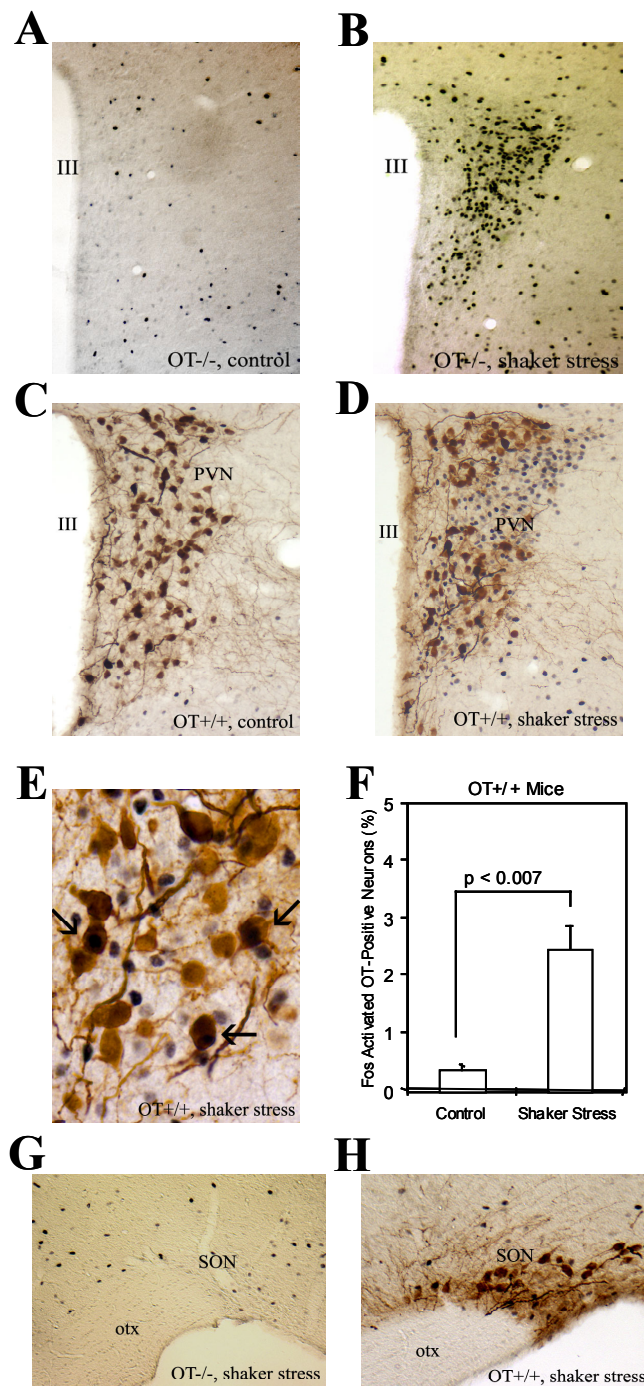 A
III
OT-/-, control
B
III
OT-/-, shaker stress
C
PVN
III
OT+/+, control
D
III
PVN
OT+/+, shaker stress
E
OT+/+, shaker stress
F
OT+/+ Mice
Fos Activated OT-Positive Neurons (%)
5
4
3
2
1
0
p < 0.007
Control
Shaker Stress
G
SON
otx
OT-/-, shaker stress
H
SON
otx
OT+/+, shaker stress